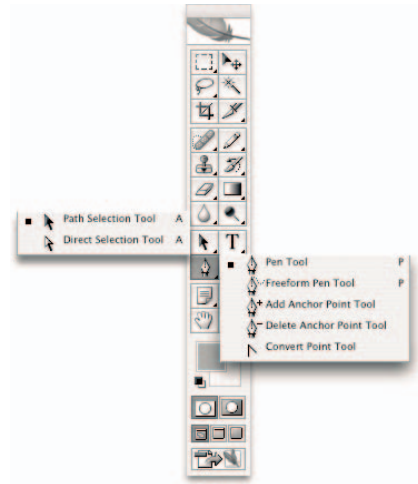 Path Selection Tool A
Direct Selection Tool A
T
Pen Tool P
Freeform Pen Tool P
Add Anchor Point Tool
Delete Anchor Point Tool
Convert Point Tool